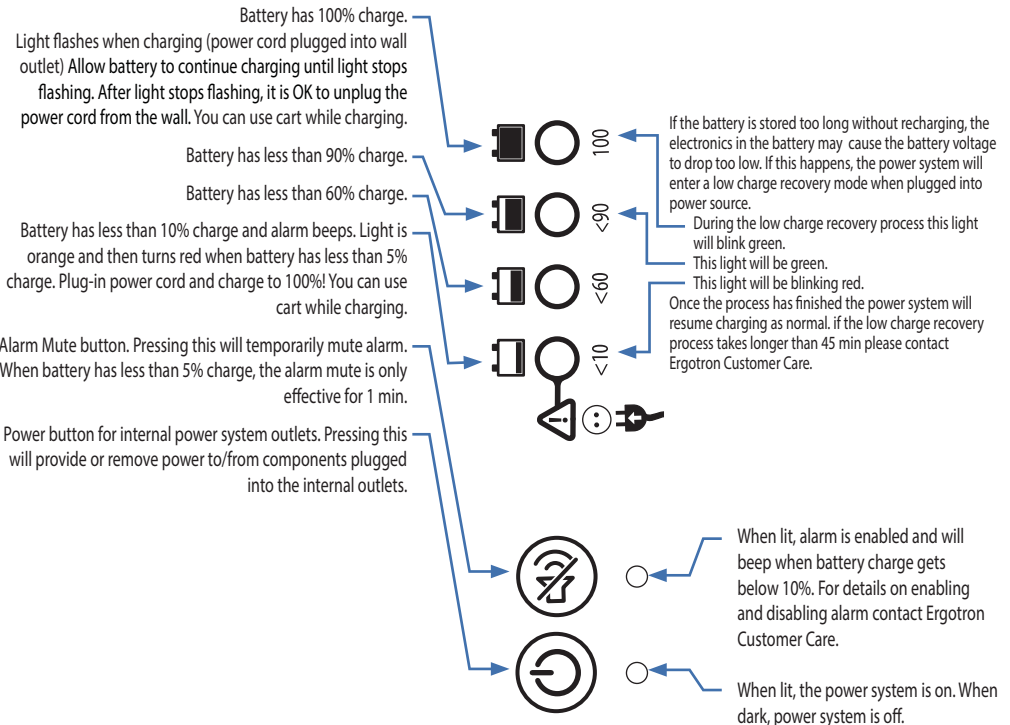 Battery has 100% charge.
Light flashes when charging (power cord plugged into wall
outlet) Allow battery to continue charging until light stops
flashing. After light stops flashing, it is OK to unplug the
power cord from the wall. You can use cart while charging.
Battery has less than 90% charge.
Battery has less than 60% charge.
Battery has less than 10% charge and alarm beeps. Light is
orange and then turns red when battery has less than 5%
charge. Plug-in power cord and charge to 100%! You can use
cart while charging.
Alarm Mute button. Pressing this will temporarily mute alarm.
When battery has less than 5% charge, the alarm mute is only
effective for 1 min.
Power button for internal power system outlets. Pressing this
will provide or remove power to/from components plugged
into the internal outlets.
100
<90
<60
<10
If the battery is stored too long without recharging, the
electronics in the battery may cause the battery voltage
to drop too low. If this happens, the power system will
enter a low charge recovery mode when plugged into
power source.
During the low charge recovery process this light
will blink green.
This light will be green.
This light will be blinking red.
Once the process has finished the power system will
resume charging as normal. if the low charge recovery
process takes longer than 45 min please contact
Ergotron Customer Care.
When lit, alarm is enabled and will
beep when battery charge gets
below 10%. For details on enabling
and disabling alarm contact Ergotron
Customer Care.
When lit, the power system is on. When
dark, power system is off.